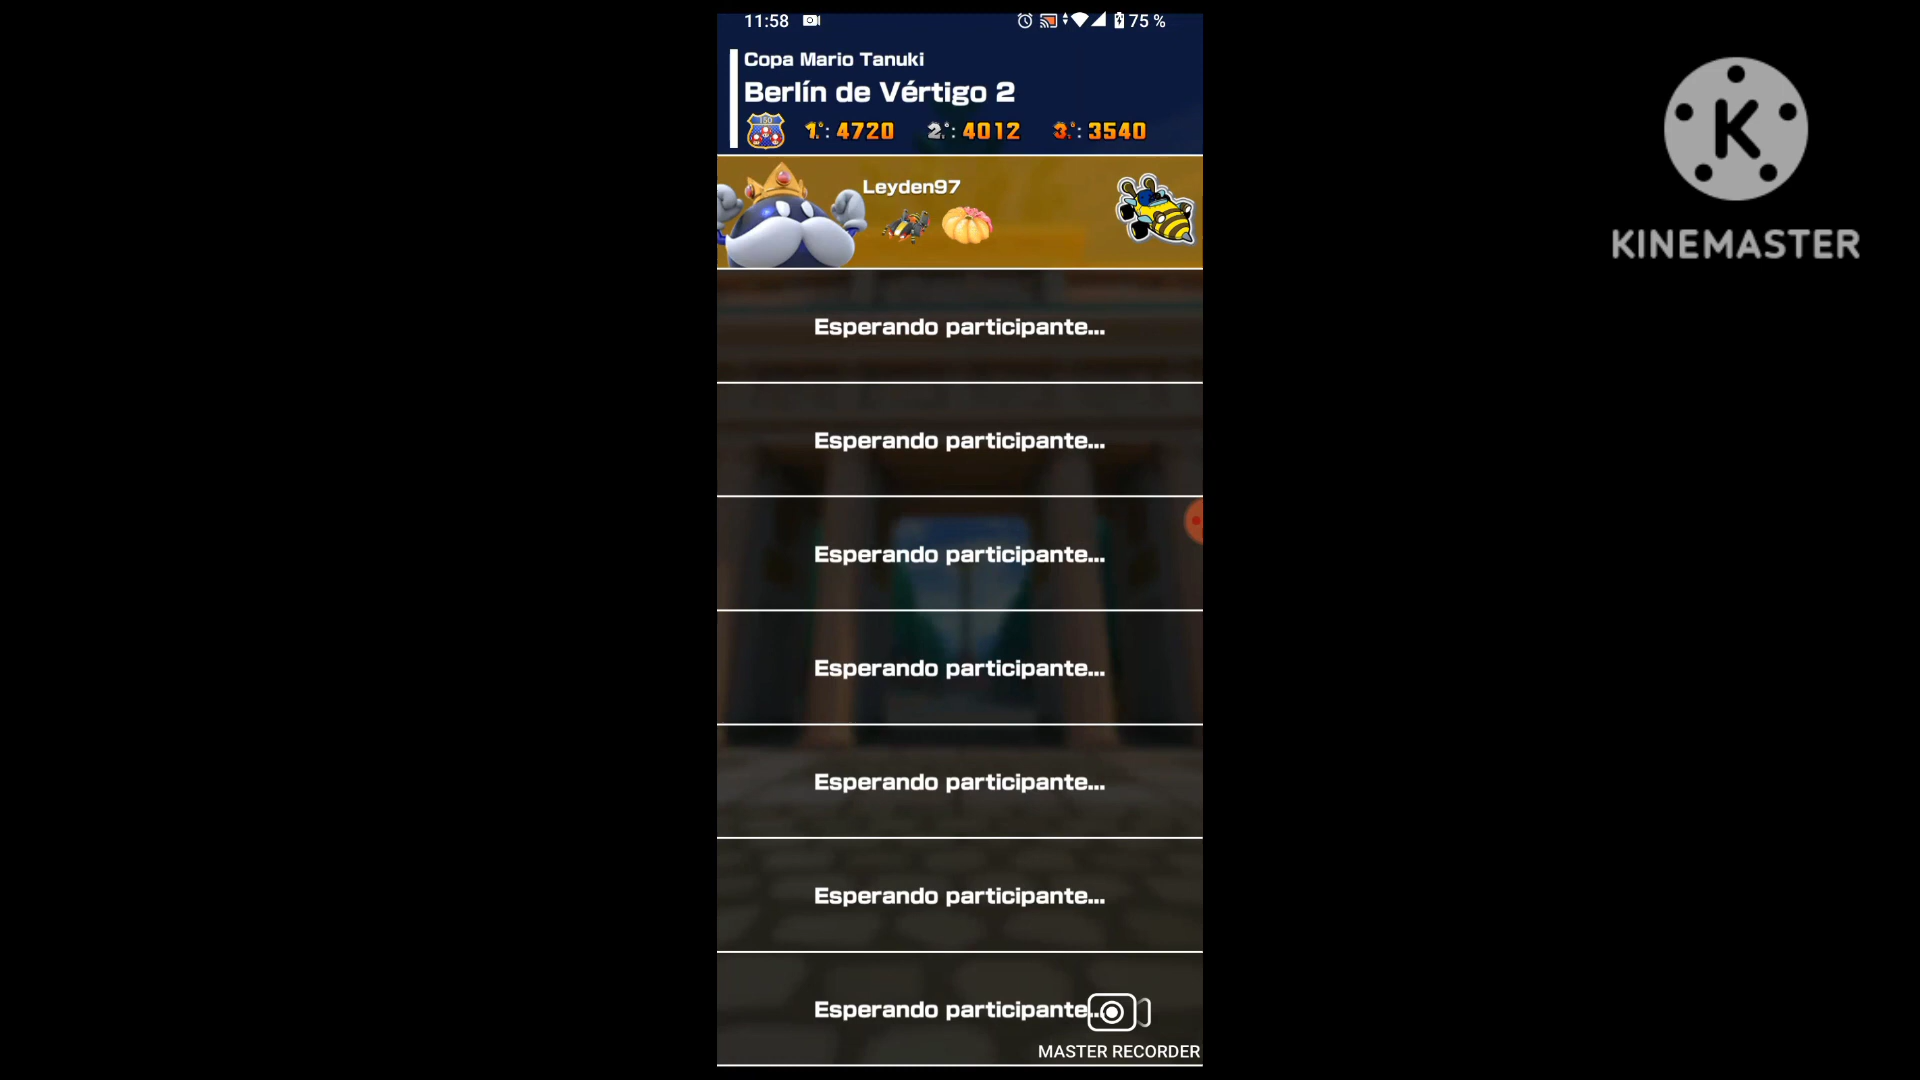 11:58
75 %
Copa Mario Tanuki
Berlín de Vértigo 2
150
1.º: 4720 2.º: 4012 3.º: 3540
Leyden97
Esperando participante...
Esperando participante...
Esperando participante...
Esperando participante...
Esperando participante...
Esperando participante...
Esperando participante...
MASTER RECORDER
K
KINEMASTER